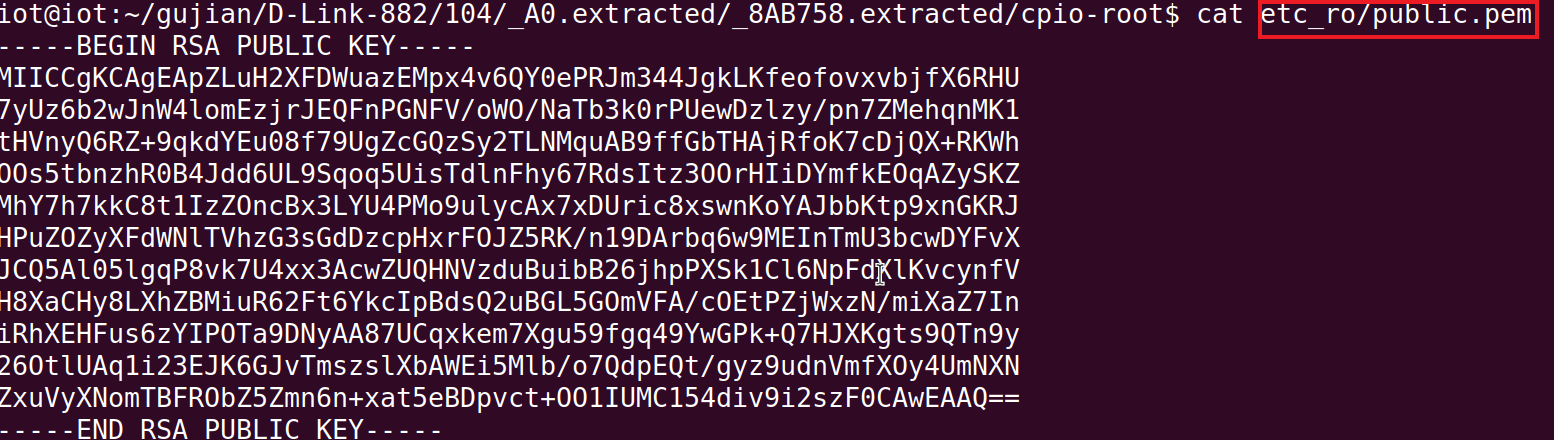 iot@iot:~/gujian/D-Link-882/104/_A0.extracted/_8AB758.extracted/cpio-root$ cat etc_ro/public.pem
-----BEGIN RSA PUBLIC KEY-----
MIICCgKCAgEApZLuH2XFDWuazEMpx4v6QY0ePRJm344JgkLKfeofovxvbjfX6RHU
7yUz6b2wJnW4lomEzjrJEQFnPGNFV/oWO/NaTb3k0rPUewDzlzy/pn7ZMehqnMK1
tHVnyQ6RZ+9qkdYEu08f79UgZcGQzSy2TLNMquAB9ffGbTHAjRfoK7cDjQX+RKWh
OOs5tbnzhR0B4Jdd6UL9Sqoq5UisTdlnFhy67RdsItz3OOrHIiDYmfkEOqAZySKZ
MhY7h7kkC8t1IzZOncBx3LYU4PMo9ulycAx7xDUric8xswnKoYAJbbKtp9xnGKRJ
HPuZOZyXFdWNlTVhzG3sGdDzcpHxrFOJZ5RK/n19DArbq6w9MEInTmU3bcwDYFvX
JCQ5Al05lgqP8vk7U4xx3AcwZUQHNVzduBuibB26jhpPXSk1Cl6NpFdXlKvcynfV
H8XaCHy8LXhZBMiuR62Ft6YkcIpBdsQ2uBGL5GOmVFA/cOEtPZjWxzN/miXaZ7In
iRhXEHFus6zYIPOTa9DNyAA87UCqxkem7Xgu59fgq49YwGPk+Q7HJXKgts9QTn9y
26OtlUAq1i23EJK6GJvTmszslXbAWEi5Mlb/o7QdpEQt/gyz9udnVmfXOy4UmNXN
ZxuVyXNomTBFRObZ5Zmn6n+xat5eBDpvct+OO1IUMC154div9i2szF0CAwEAAQ==
-----END RSA PUBLIC KEY-----